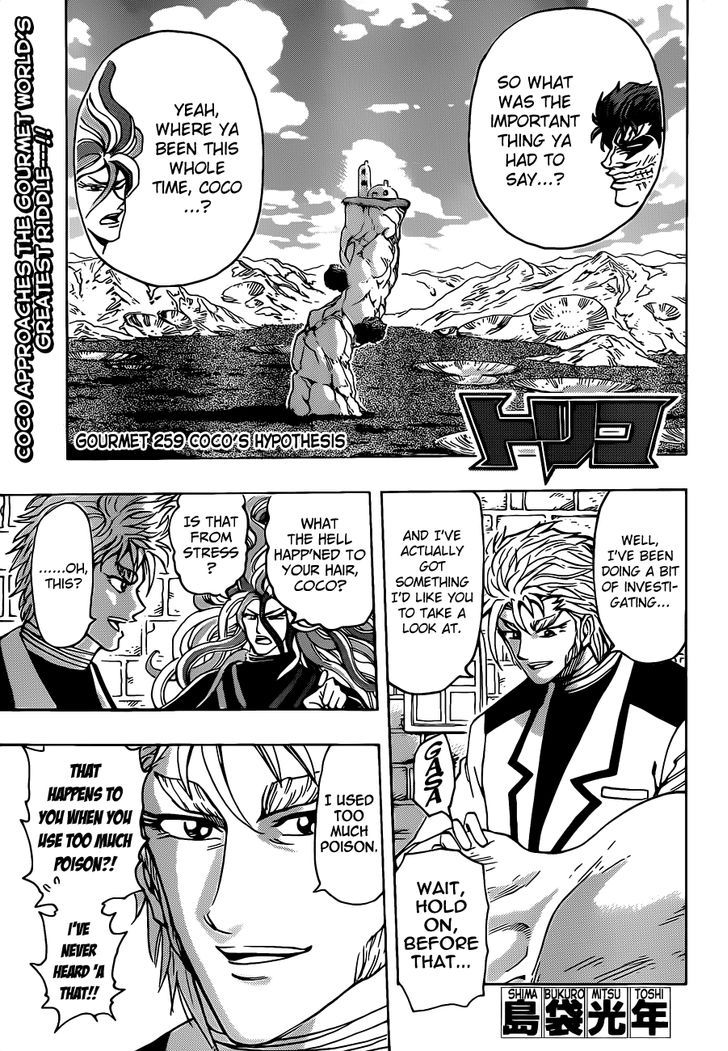 COCO APPROACHES THE GOURMET WORLD'S
GREATEST RIDDLE—!!
SO WHAT
WAS THE
IMPORTANT
THING YA
HAD TO
SAY...?
YEAH,
WHERE YA
BEEN THIS
WHOLE
TIME, COCO
...?
GOURMET 259 COCO'S HYPOTHESIS
トリコ
WELL,
I'VE BEEN
DOING A BIT
OF INVESTI-
GATING...
AND I'VE
ACTUALLY
GOT
SOMETHING
I'D LIKE YOU
TO TAKE
A LOOK AT.
GASA
WAIT,
HOLD
ON,
BEFORE
THAT...
WHAT
THE HELL
HAPP'NED TO
YOUR HAIR,
COCO?
IS THAT
FROM
STRESS
?
......OH,
THIS?
I USED
TOO
MUCH
POISON.
THAT
HAPPENS TO
YOU WHEN YOU
USE TOO MUCH
POISON?!
I'VE
NEVER
HEARD 'A
THAT!!
SHIMA BUKURO MITSU TOSHI
島袋光年